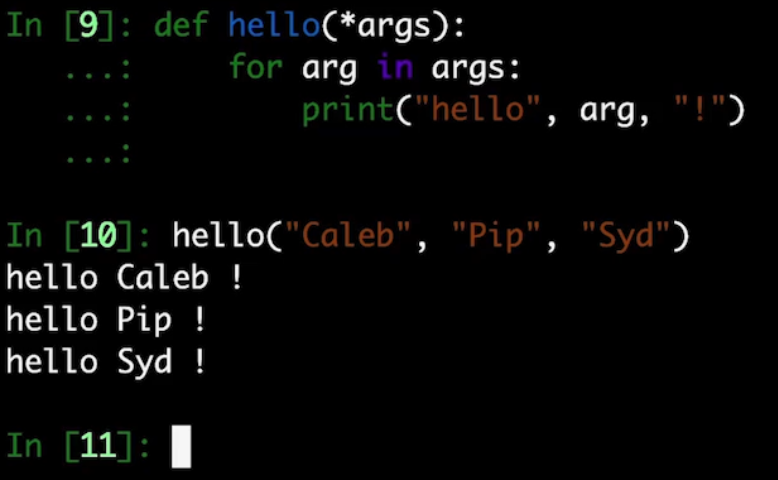 In [9]: def hello(*args):
   ...:     for arg in args:
   ...:         print("hello", arg, "!")
   ...:
In [10]: hello("Caleb", "Pip", "Syd")
hello Caleb !
hello Pip !
hello Syd !
In [11]: